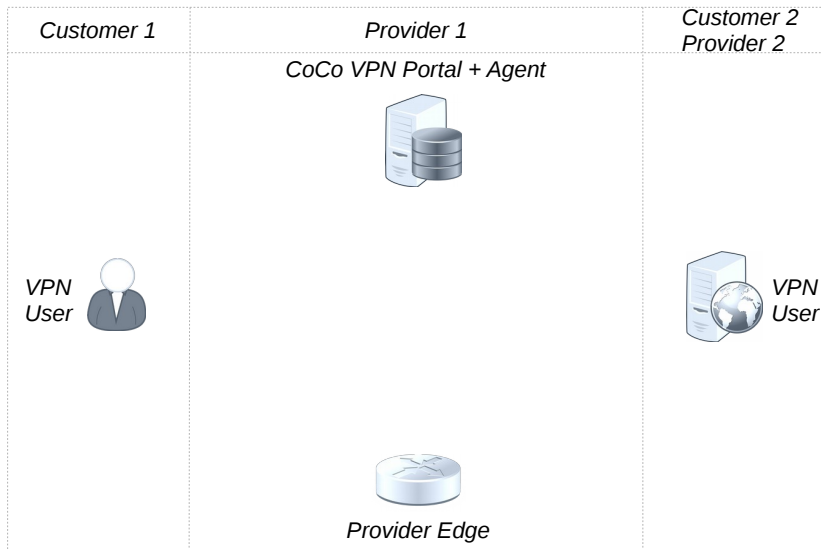 Customer 1
Provider 1
Customer 2
Provider 2
CoCo VPN Portal + Agent
VPN
User
VPN
User
Provider Edge